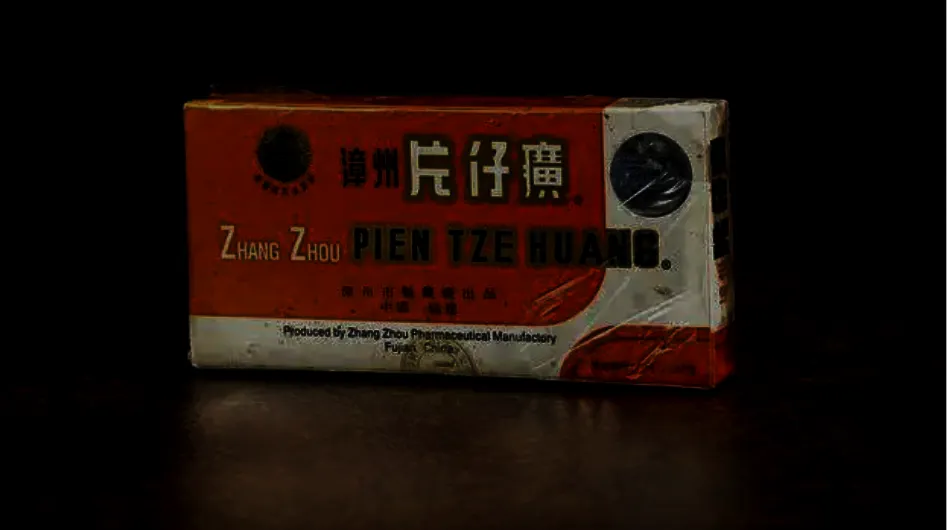 漳州 片仔癀
ZHANG ZHOU PIEN TZE HUANG.
Produced by Zhang Zhou Pharmaceutical Manufactory
Fujian, China